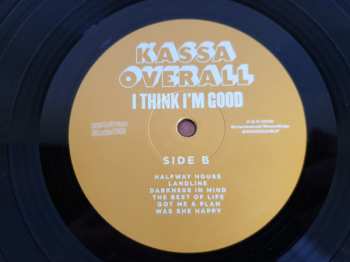 KASSA
OVERALL
I THINK I'M GOOD
SIDE B
HALFWAY HOUSE
LANDLINE
DARKNESS IN MIND
THE BEST OF LIFE
GOT ME A PLAN
WAS SHE HAPPY